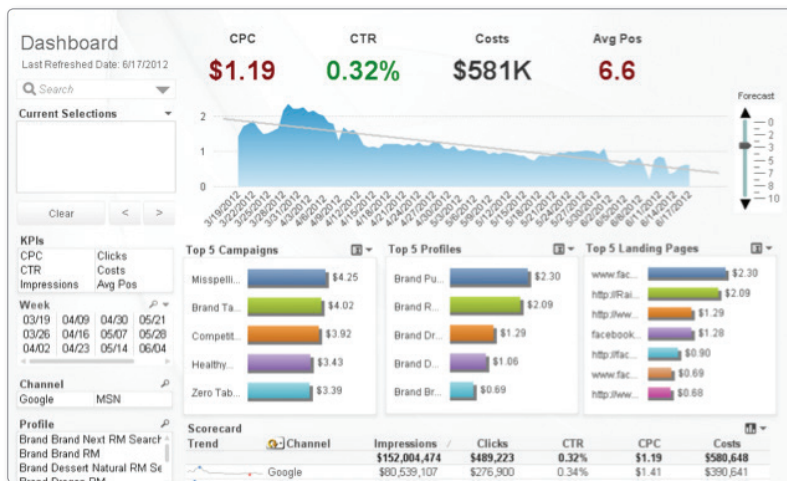 Dashboard
Last Refreshed Date: 6/17/2012
Search
Current Selections
Clear < >
KPIs
CPC Clicks
CTR Costs
Impressions Avg Pos
Week
03/19 04/09 04/30 05/21
03/26 04/16 05/07 05/28
04/02 04/23 05/14 06/04
Channel
Google MSN
Profile
Brand Brand Next RM Search
Brand Brand RM
Brand Dessert Natural RM Se
Brand Dragon RM
CPC CTR Costs Avg Pos
$1.19 0.32% $581K 6.6
2
1
0
3/19/2012 3/22/2012 3/25/2012 3/28/2012 3/31/2012 4/3/2012 4/6/2012 4/9/2012 4/12/2012 4/15/2012 4/18/2012 4/21/2012 4/24/2012 4/27/2012 4/30/2012 5/3/2012 5/6/2012 5/9/2012 5/12/2012 5/15/2012 5/18/2012 5/21/2012 5/24/2012 5/27/2012 5/30/2012 6/2/2012 6/5/2012 6/8/2012 6/11/2012 6/14/2012 6/17/2012
Forecast
0
2
3
5
7
8
10
Top 5 Campaigns
Misspelli... $4.25
Brand Ta... $4.02
Competit... $3.92
Healthy... $3.43
Zero Tab... $3.39
Top 5 Profiles
Brand Pu... $2.30
Brand R... $2.09
Brand Dr... $1.29
Brand D... $1.06
Brand Br... $0.69
Top 5 Landing Pages
www.fac... $2.30
http://Rai... $2.09
http://ww... $1.29
facebook... $1.28
http://fac... $0.90
www.fac... $0.69
http://ww... $0.68
Scorecard
Trend Channel Impressions / Clicks CTR CPC Costs
$152,004,474 $489,223 0.32% $1.19 $580,648
Google $80,539,107 $276,900 0.34% $1.41 $390,641